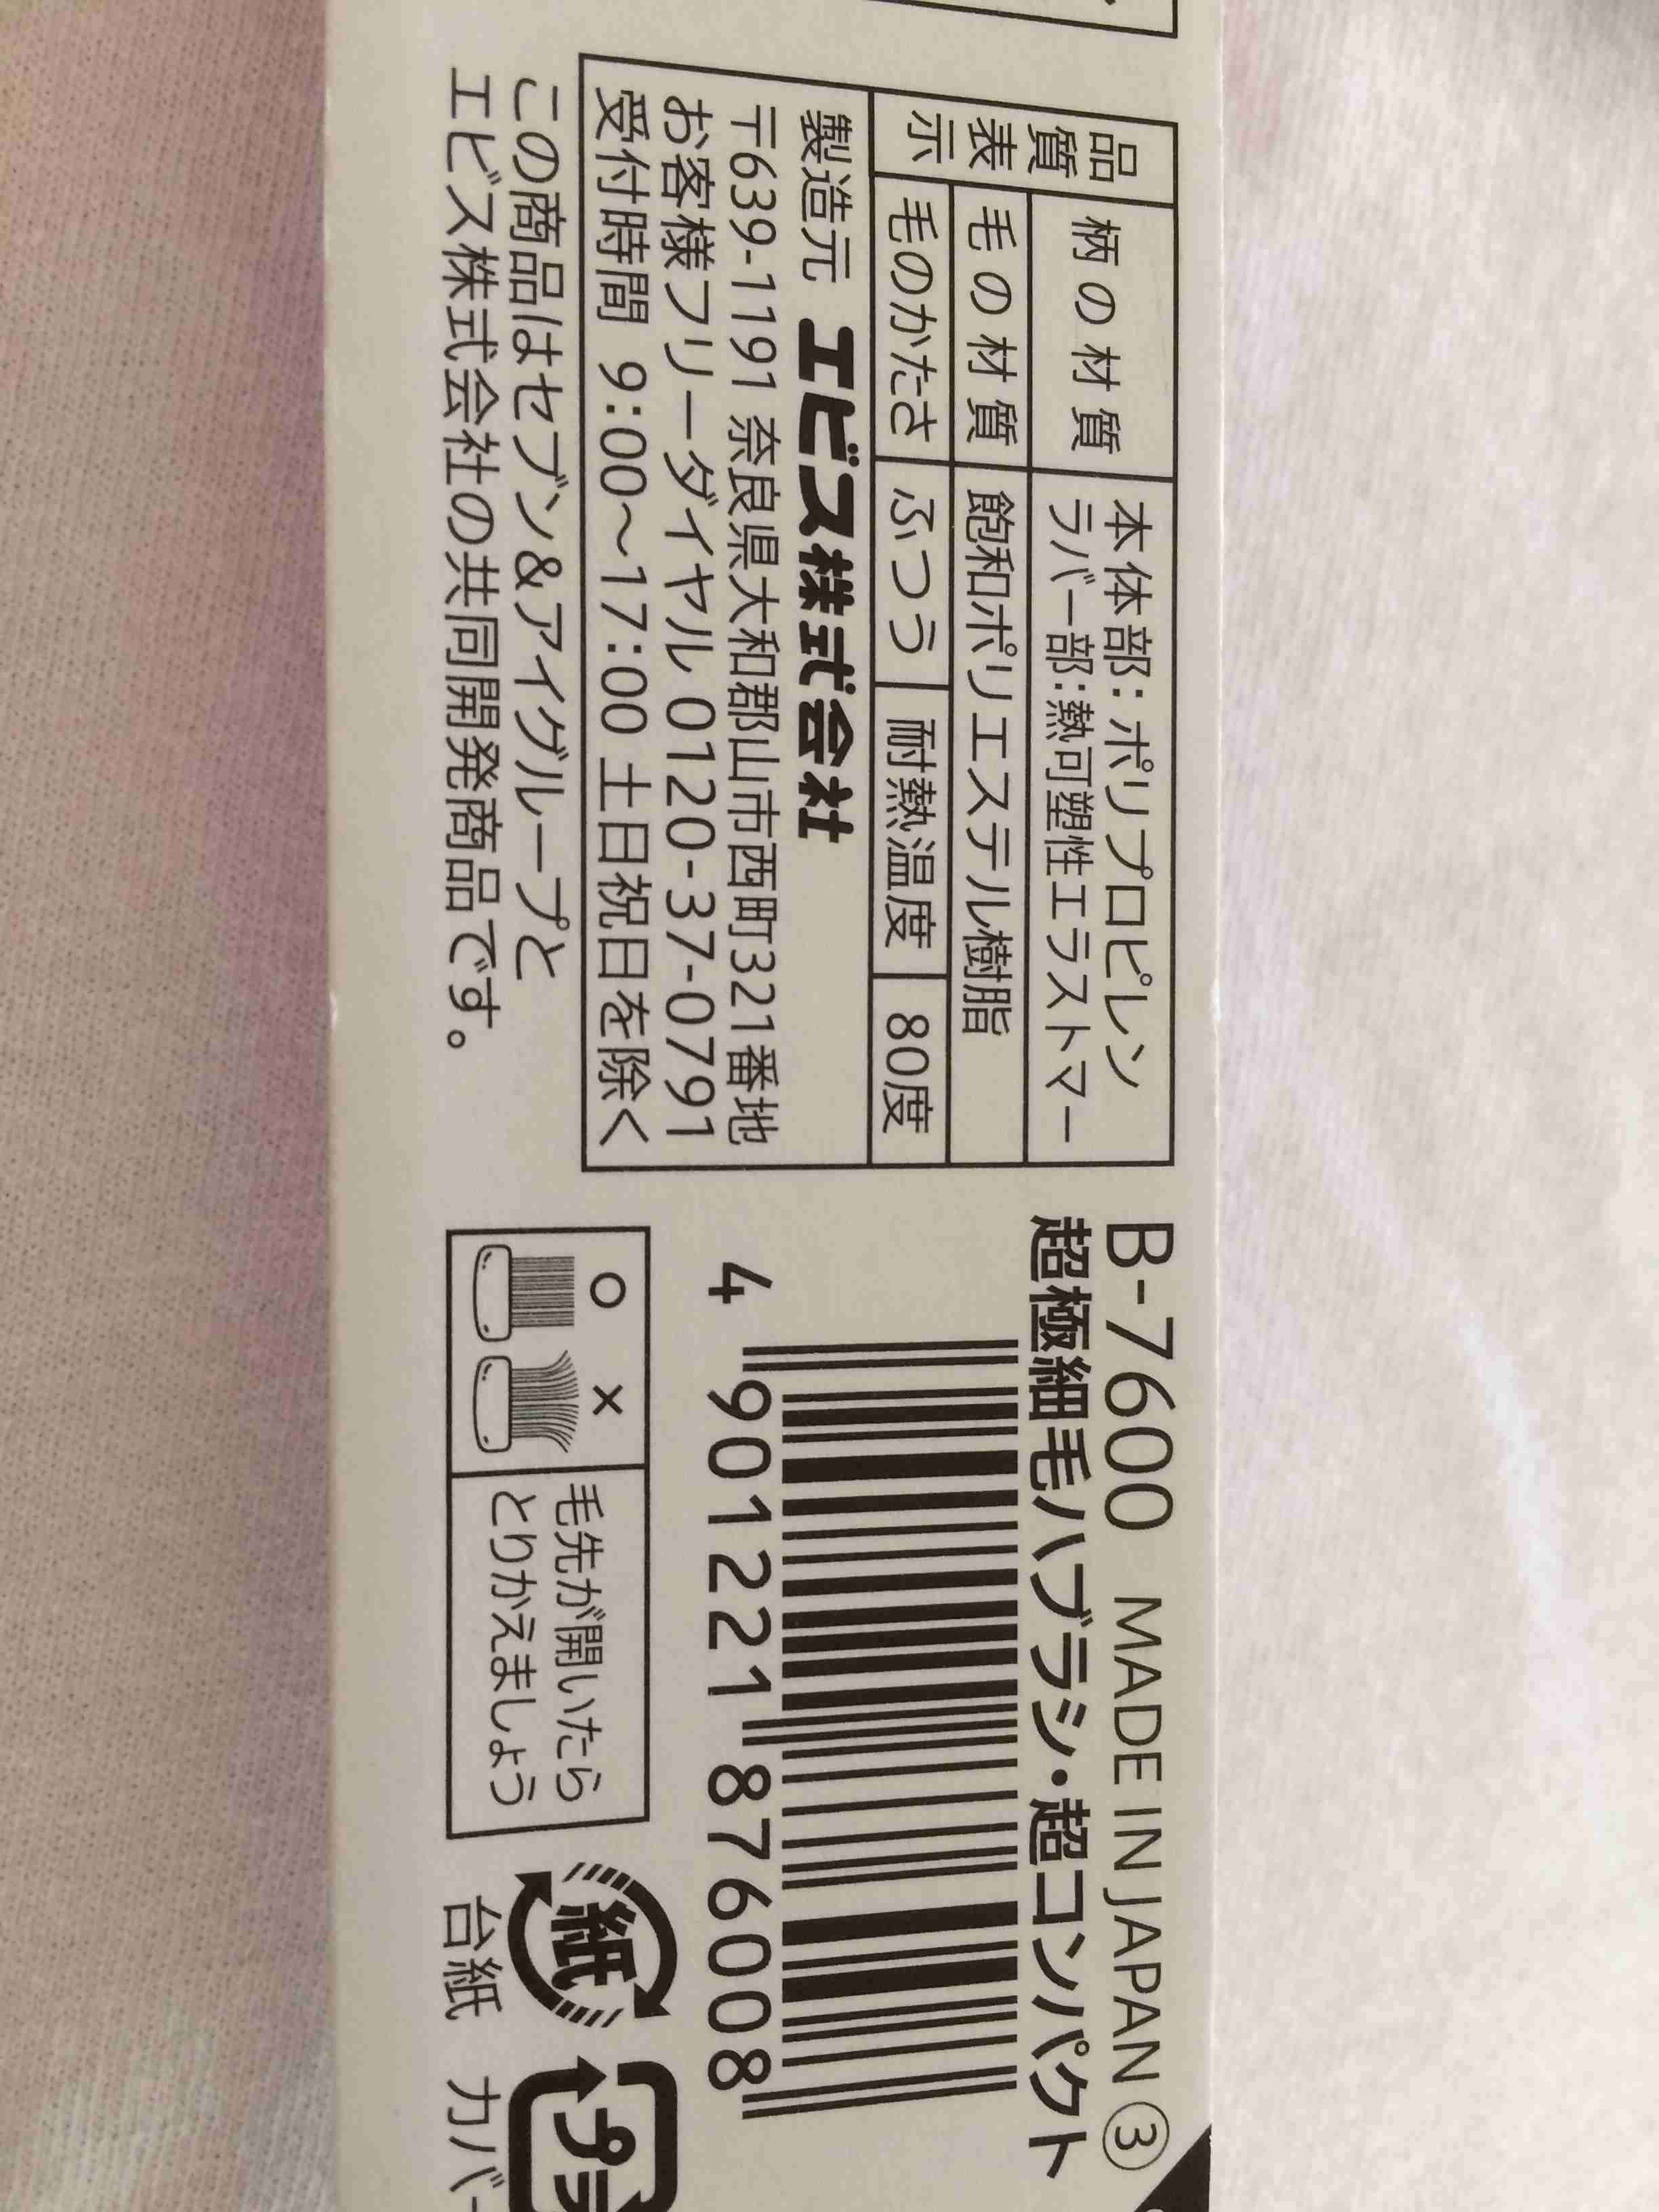 品質表示
柄の材質 本体部：ポリプロピレン
ラバー部：熱可塑性エラストマー
毛の材質 飽和ポリエステル樹脂
毛のかたさ ふつう 耐熱温度 80度
製造元 エビス株式会社
〒639-1191 奈良県大和郡山市西町321番地
お客様フリーダイヤル 0120-37-0791
受付時間 9:00～17:00 土日祝日を除く
この商品はセブン&アイグループと
エビス株式会社の共同開発商品です。
B-7600 MADE IN JAPAN ③
超極細毛ハブラシ・超コンパクト
4 901221 876008
○ ×
毛先が開いたら
とりかえましょう
紙
台紙
プラ
カバー